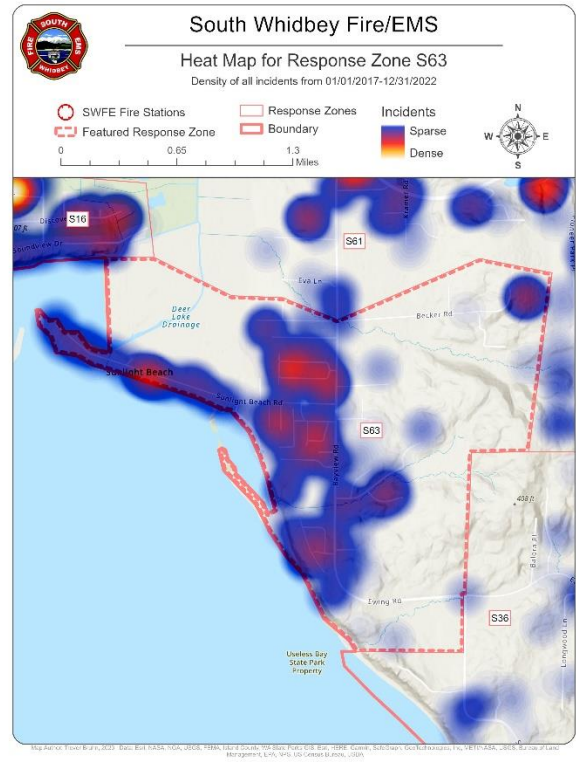 South Whidbey Fire/EMS
SOUTH
FIRE
EMS
WHIDBEY
Heat Map for Response Zone S63
Density of all incidents from 01/01/2017-12/31/2022
SWFE Fire Stations
Response Zones
Incidents
Featured Response Zone
Boundary
Sparse
Dense
N
W
E
S
0
0.65
1.3
Miles
S16
Soundview Dr
S61
Eva Ln
Deer
Lake
Drainage
Becker Rd
Sunlight Beach
Sunlight Beach Rd
S63
Bayview Rd
408 ft
Ewing Rd
S36
Longwood Ln
Useless Bay
State Park
Property